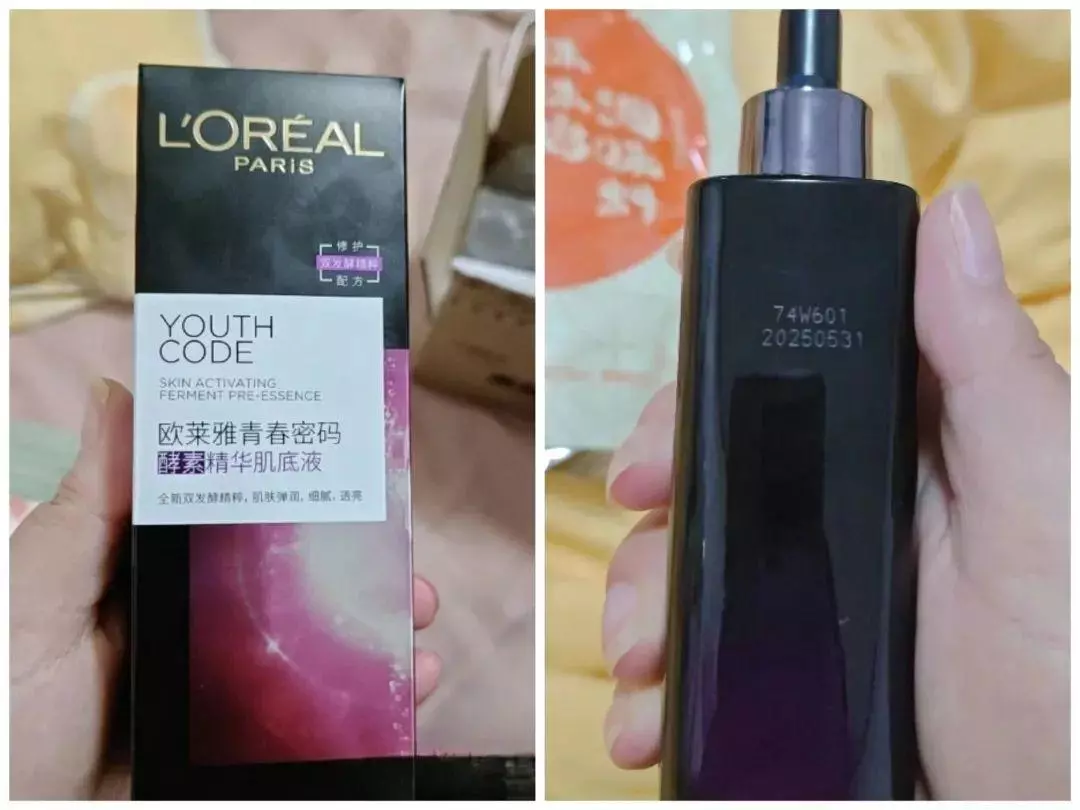 L'ORÉAL
PARIS
修护
双发酵精粹
配方
YOUTH
CODE
SKIN ACTIVATING
FERMENT PRE-ESSENCE
欧莱雅青春密码
酵素精华肌底液
全新双发酵精粹，肌肤弹润，细腻，透亮
74W601
20250531